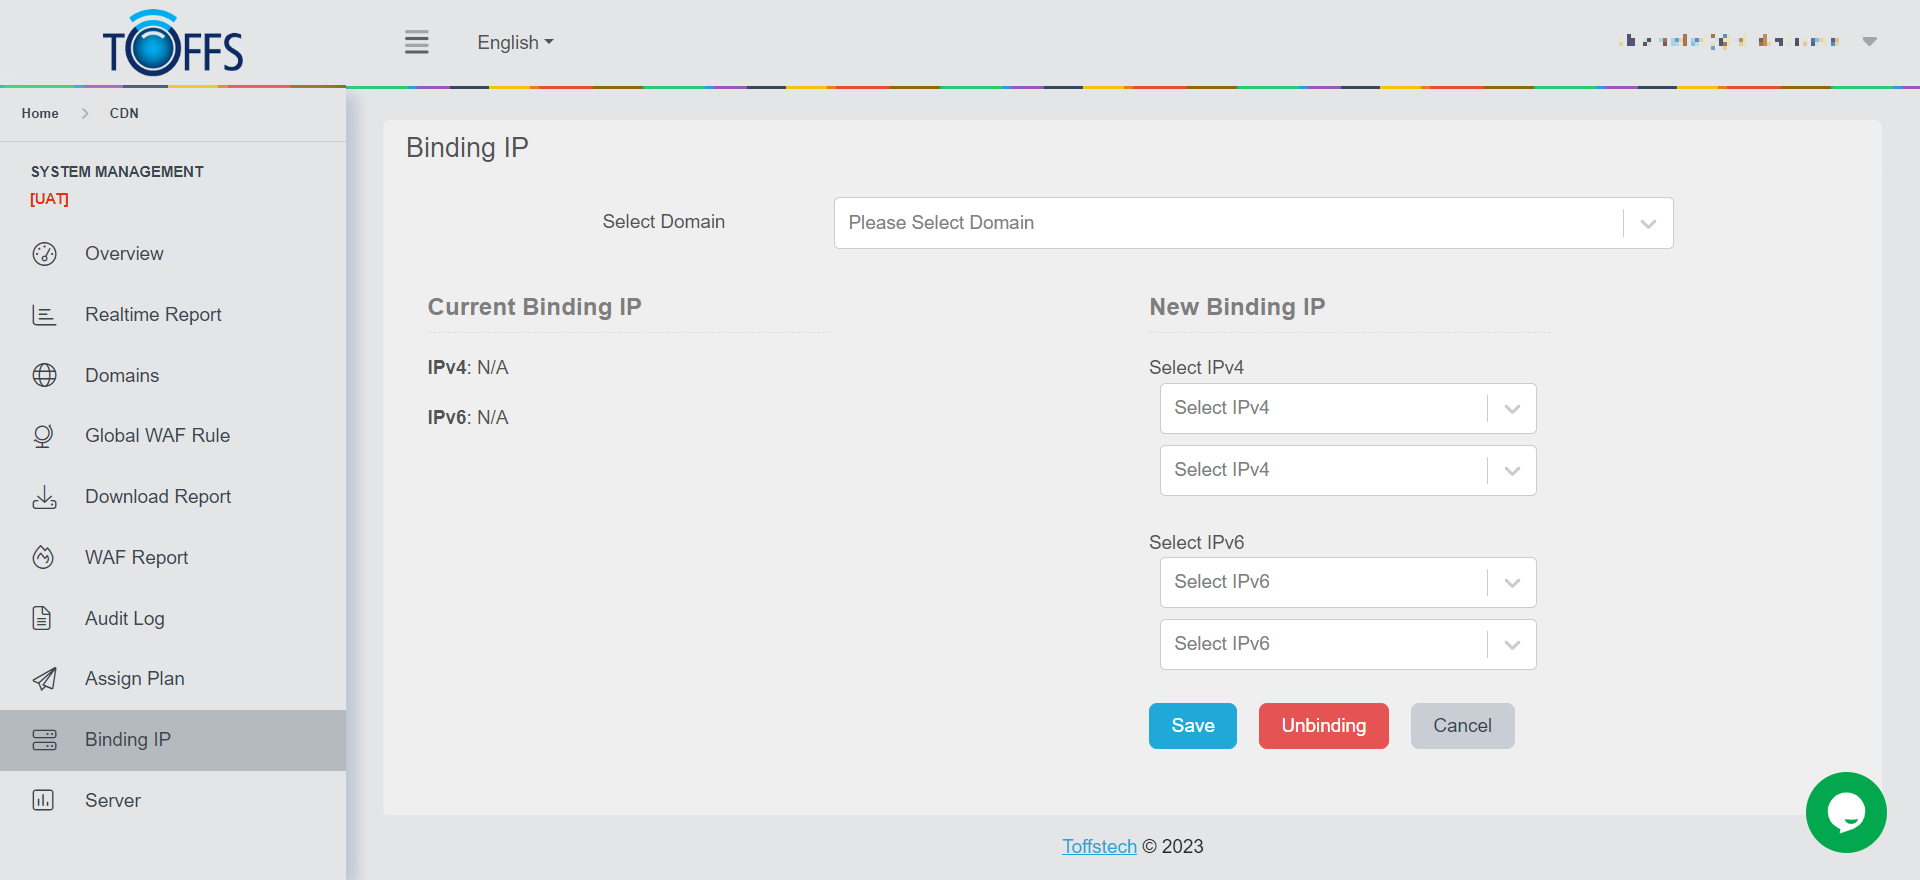 TOFFS
English
Home
CDN
SYSTEM MANAGEMENT
[UAT]
Overview
Realtime Report
Domains
Global WAF Rule
Download Report
WAF Report
Audit Log
Assign Plan
Binding IP
Server
Binding IP
Select Domain
Please Select Domain
Current Binding IP
IPv4: N/A
IPv6: N/A
New Binding IP
Select IPv4
Select IPv4
Select IPv4
Select IPv6
Select IPv6
Select IPv6
Save
Unbinding
Cancel
Toffstech © 2023